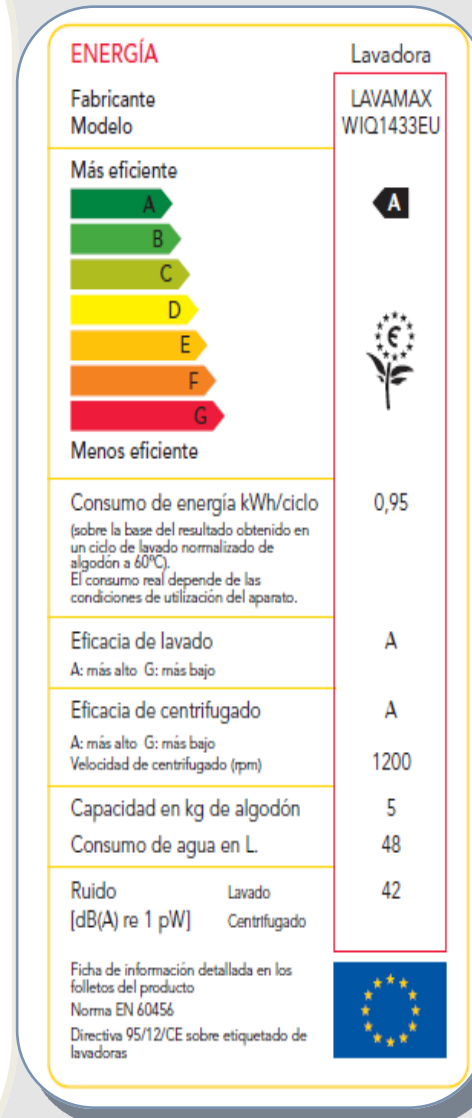 ENERGÍA Lavadora
Fabricante LAVAMAX
Modelo WIQ1433EU
Más eficiente
A A
B
C
D
E
F
G
Menos eficiente
Consumo de energía kWh/ciclo 0,95
(sobre la base del resultado obtenido en
un ciclo de lavado normalizado de
algodón a 60ºC).
El consumo real depende de las
condiciones de utilización del aparato.
Eficacia de lavado A
A: más alto G: más bajo
Eficacia de centrifugado A
A: más alto G: más bajo
Velocidad de centrifugado (rpm) 1200
Capacidad en kg de algodón 5
Consumo de agua en L. 48
Ruido Lavado 42
[dB(A) re 1 pW] Centrifugado
Ficha de información detallada en los
folletos del producto
Norma EN 60456
Directiva 95/12/CE sobre etiquetado de
lavadoras